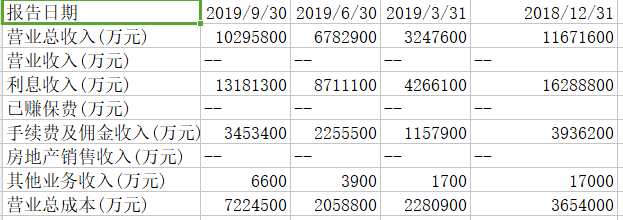 报告日期 2019/9/30 2019/6/30 2019/3/31 2018/12/31
营业总收入(万元) 10295800 6782900 3247600 11671600
营业收入(万元) -- -- -- --
利息收入(万元) 13181300 8711100 4266100 16288800
已赚保费(万元) -- -- -- --
手续费及佣金收入(万元) 3453400 2255500 1157900 3936200
房地产销售收入(万元) -- -- -- --
其他业务收入(万元) 6600 3900 1700 17000
营业总成本(万元) 7224500 2058800 2280900 3654000